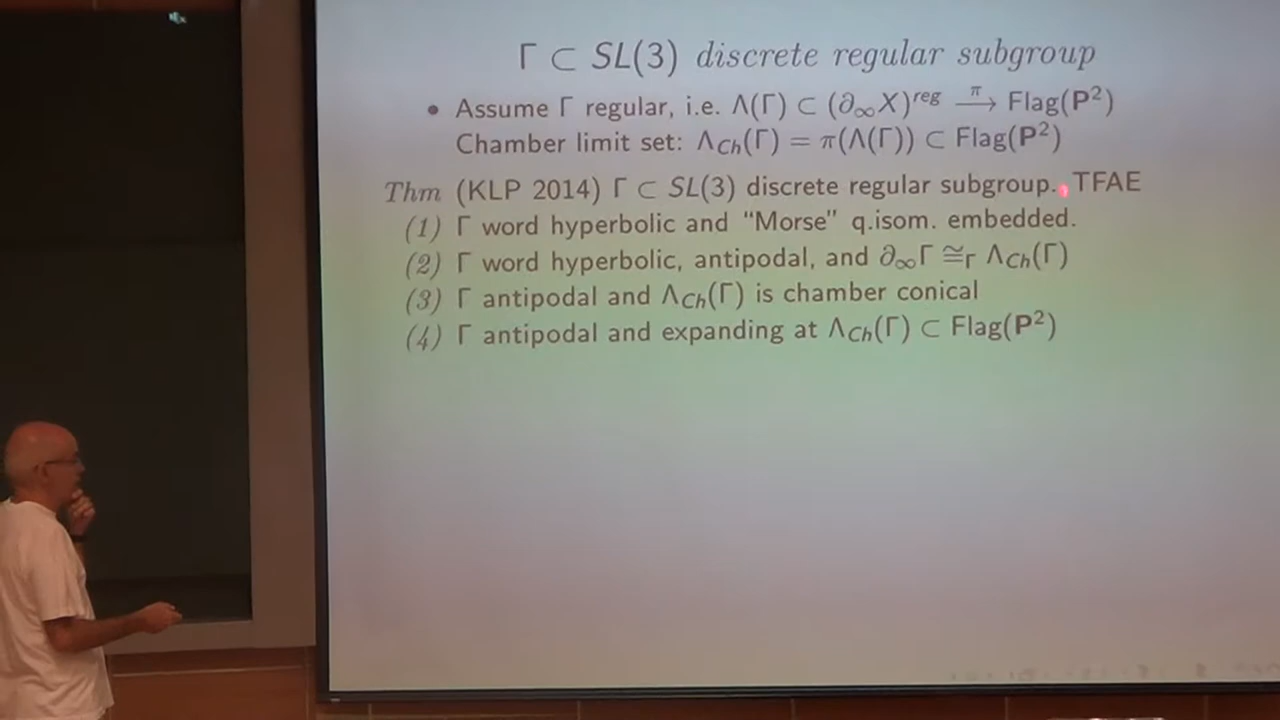 Γ ⊂ SL(3) discrete regular subgroup
• Assume Γ regular, i.e. Λ(Γ) ⊂ (∂∞X)^reg —π→ Flag(P²)
Chamber limit set: Λ_Ch(Γ) = π(Λ(Γ)) ⊂ Flag(P²)
Thm (KLP 2014) Γ ⊂ SL(3) discrete regular subgroup. TFAE
(1) Γ word hyperbolic and “Morse” q.isom. embedded.
(2) Γ word hyperbolic, antipodal, and ∂∞Γ ≅_Γ Λ_Ch(Γ)
(3) Γ antipodal and Λ_Ch(Γ) is chamber conical
(4) Γ antipodal and expanding at Λ_Ch(Γ) ⊂ Flag(P²)